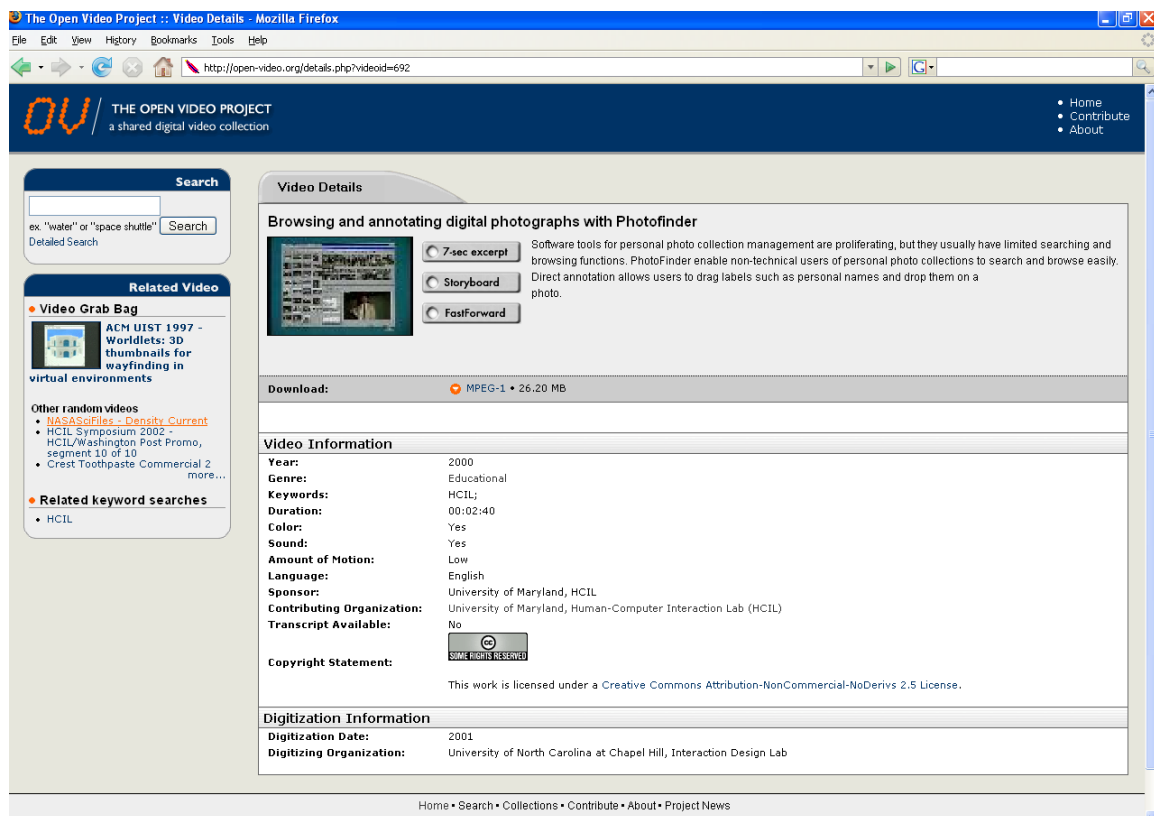 The Open Video Project :: Video Details - Mozilla Firefox
File Edit View History Bookmarks Tools Help
http://open-video.org/details.php?videoid=692
G
OV/ THE OPEN VIDEO PROJECT
a shared digital video collection
• Home
• Contribute
• About
Search
ex. "water" or "space shuttle" Search
Detailed Search
Related Video
• Video Grab Bag
ACM UIST 1997 -
Worldlets: 3D
thumbnails for
wayfinding in
virtual environments
Other random videos
• NASASciFiles - Density Current
• HCIL Symposium 2002 -
HCIL/Washington Post Promo,
segment 10 of 10
• Crest Toothpaste Commercial 2
more...
• Related keyword searches
• HCIL
Video Details
Browsing and annotating digital photographs with Photofinder
7-sec excerpt
Storyboard
FastForward
Software tools for personal photo collection management are proliferating, but they usually have limited searching and
browsing functions. PhotoFinder enable non-technical users of personal photo collections to search and browse easily.
Direct annotation allows users to drag labels such as personal names and drop them on a
photo.
Download: MPEG-1 • 26.20 MB
Video Information
Year: 2000
Genre: Educational
Keywords: HCIL;
Duration: 00:02:40
Color: Yes
Sound: Yes
Amount of Motion: Low
Language: English
Sponsor: University of Maryland, HCIL
Contributing Organization: University of Maryland, Human-Computer Interaction Lab (HCIL)
Transcript Available: No
cc
SOME RIGHTS RESERVED
Copyright Statement:
This work is licensed under a Creative Commons Attribution-NonCommercial-NoDerivs 2.5 License.
Digitization Information
Digitization Date: 2001
Digitizing Organization: University of North Carolina at Chapel Hill, Interaction Design Lab
Home • Search • Collections • Contribute • About • Project News